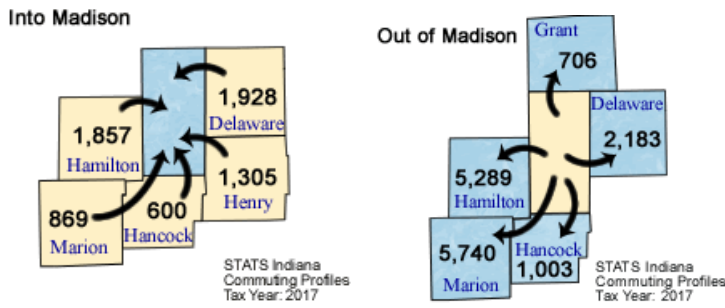 Into Madison
1,928
Delaware
1,857
Hamilton
1,305
Henry
869
Marion
600
Hancock
STATS Indiana
Commuting Profiles
Tax Year: 2017
Out of Madison
Grant
706
Delaware
2,183
5,289
Hamilton
5,740
Marion
Hancock
1,003
STATS Indiana
Commuting Profiles
Tax Year: 2017